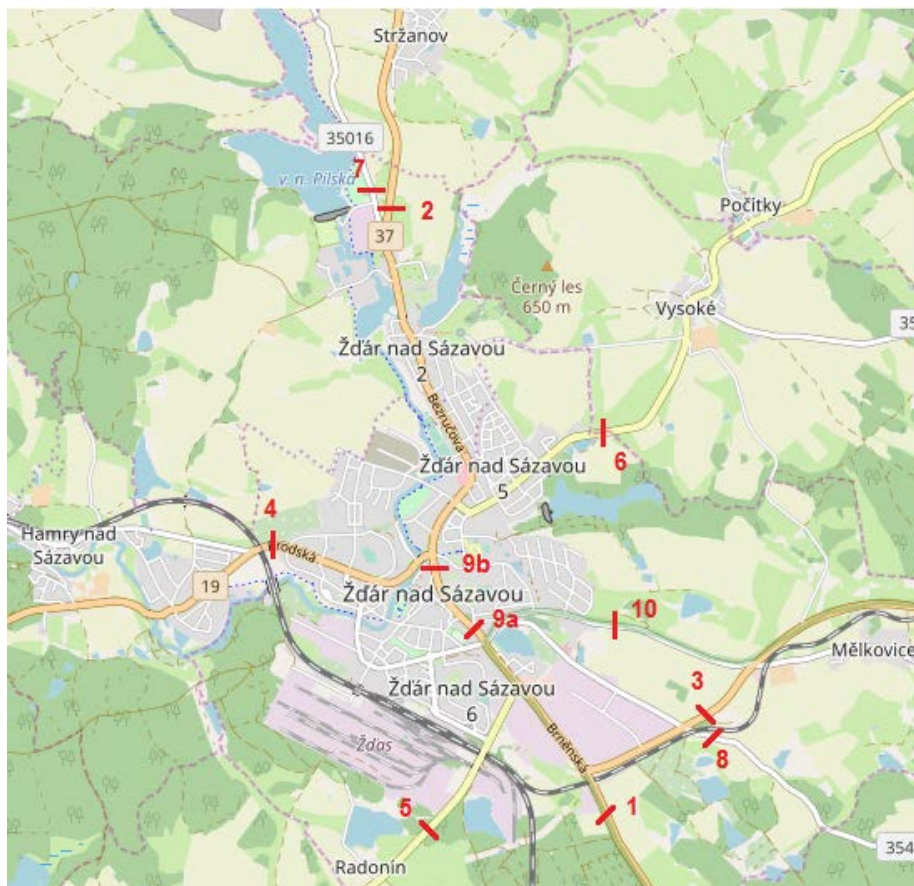 Stržanov
35016
7
v. n. Pilská
2
37
Počítky
Černý les
650 m
Vysoké
35
Žďár nad Sázavou
2
Bezručova
6
Žďár nad Sázavou
5
4
Hamry nad
Sázavou
Brodská
19
9b
Žďár nad Sázavou
9a
10
Mělkovice
Žďár nad Sázavou
6
3
Žďas
Brněnská
8
1
5
354
Radonín